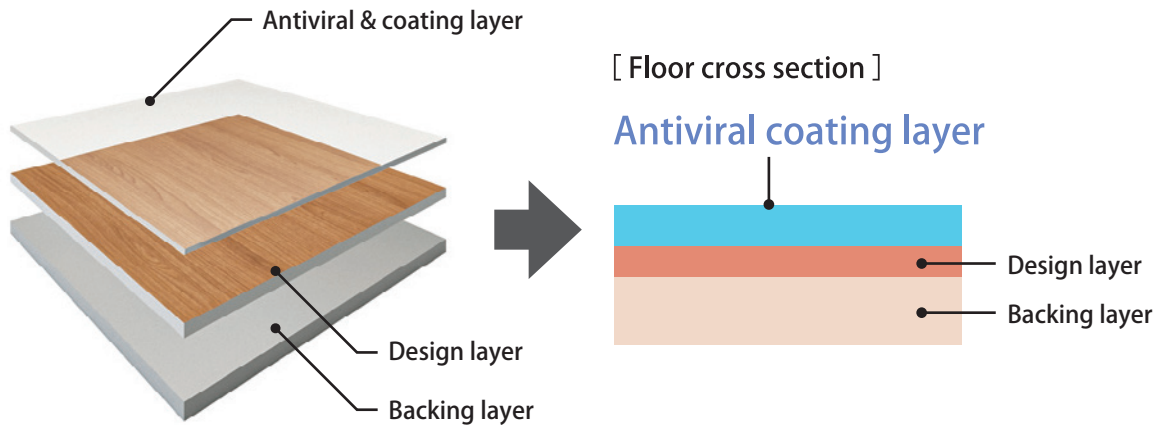 Antiviral & coating layer
Design layer
Backing layer
[ Floor cross section ]
Antiviral coating layer
Design layer
Backing layer